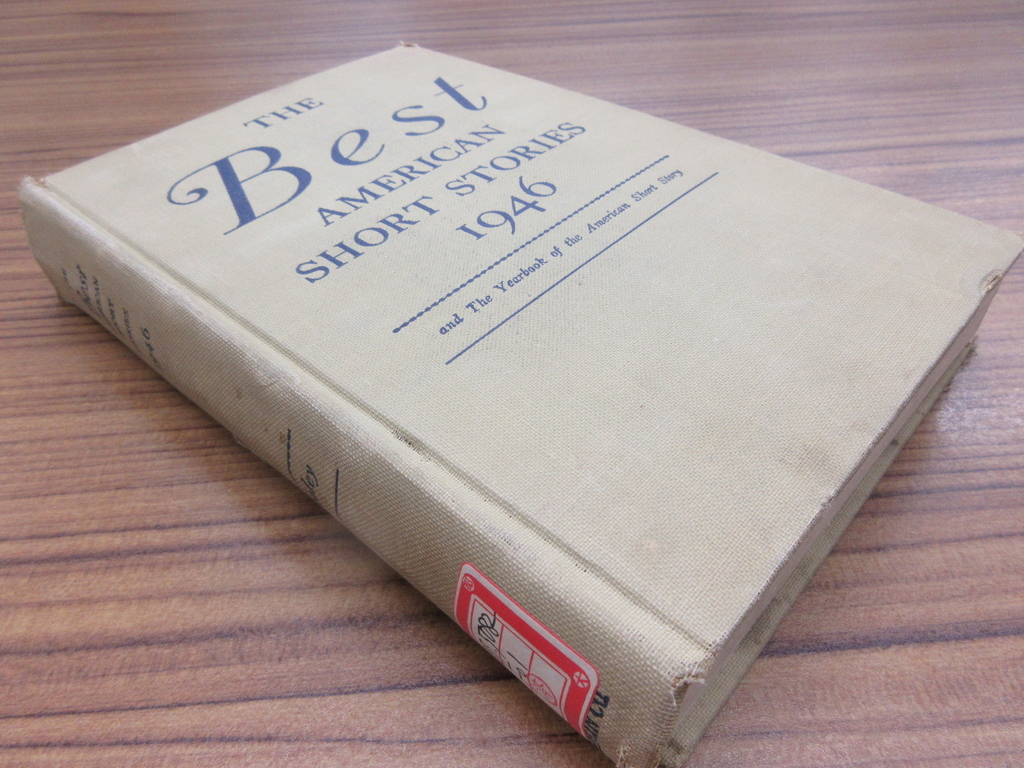 THE
Best
AMERICAN
SHORT STORIES
1946
and The Yearbook of the American Short Story